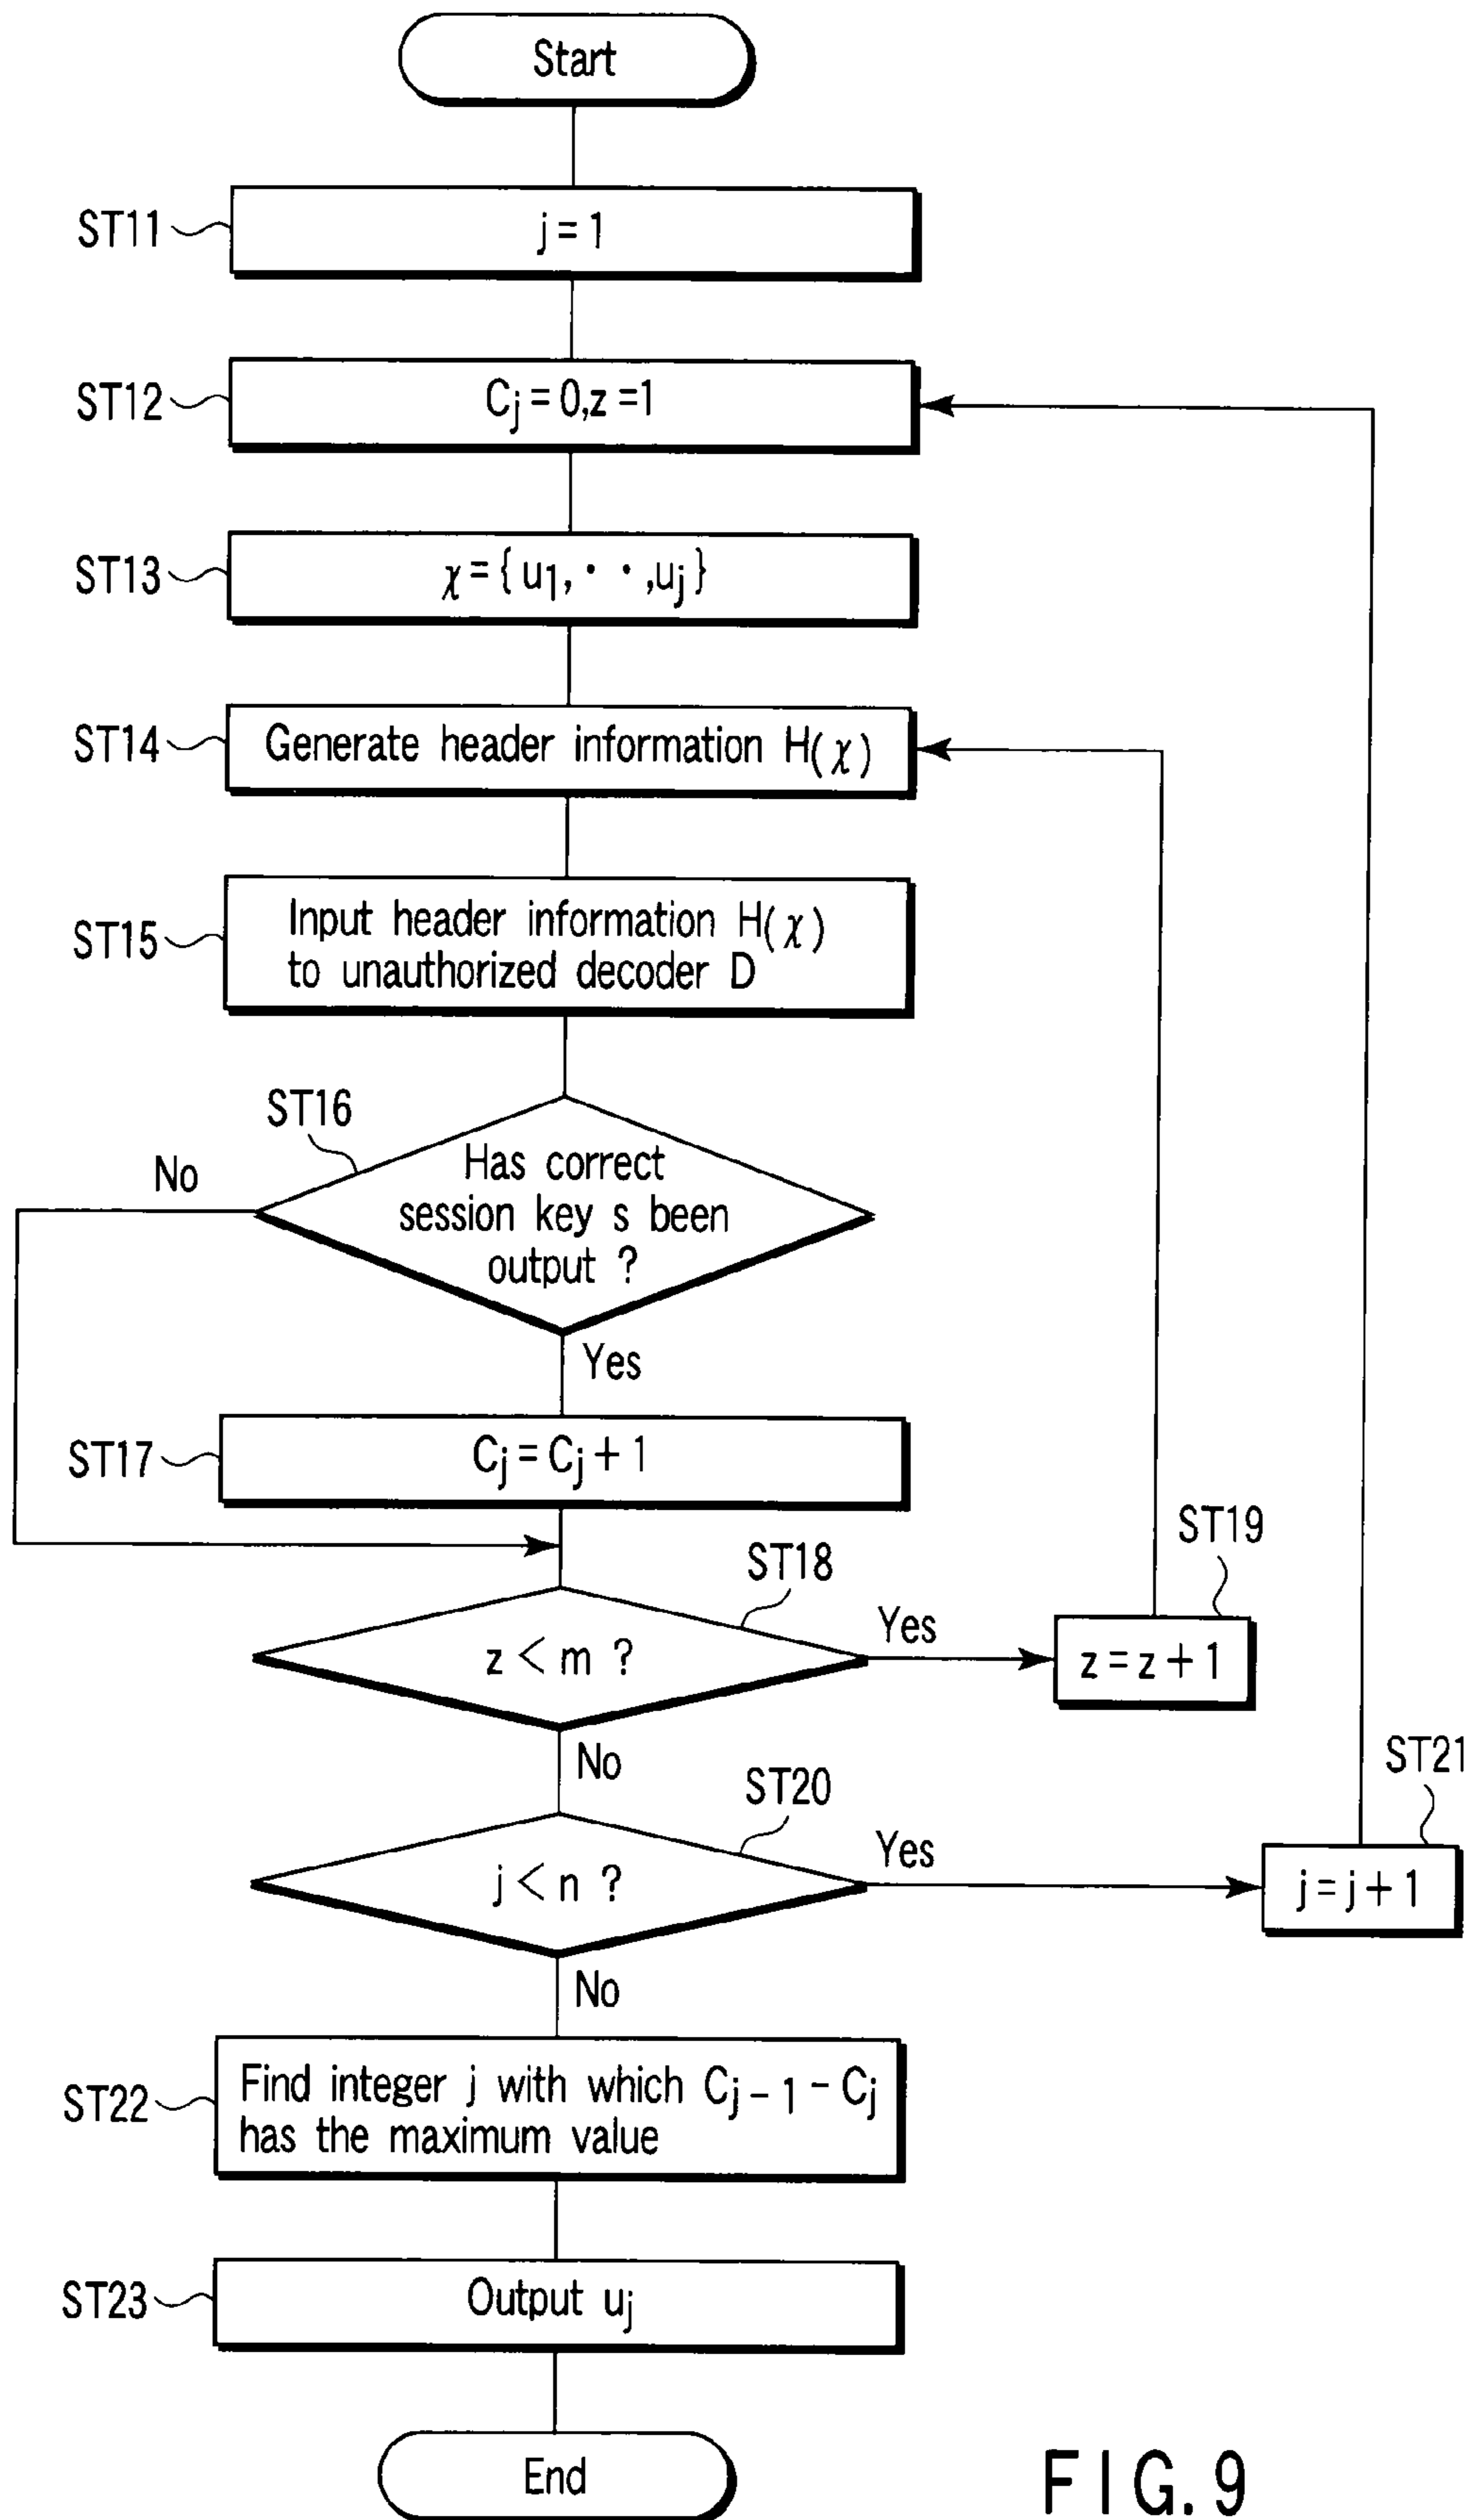 Start
ST11
j=1
ST12
Cj=0,z=1
ST13
χ={u1,··,uj}
ST14
Generate header information H(χ)
ST15
Input header information H(χ)
to unauthorized decoder D
ST16
No
Has correct
session key s been
output ?
Yes
ST17
Cj=Cj+1
ST19
ST18
Yes
z<m ?
z=z+1
No
ST21
ST20
Yes
j<n ?
j=j+1
No
ST22
Find integer j with which Cj-1-Cj
has the maximum value
ST23
Output uj
End
FIG.9